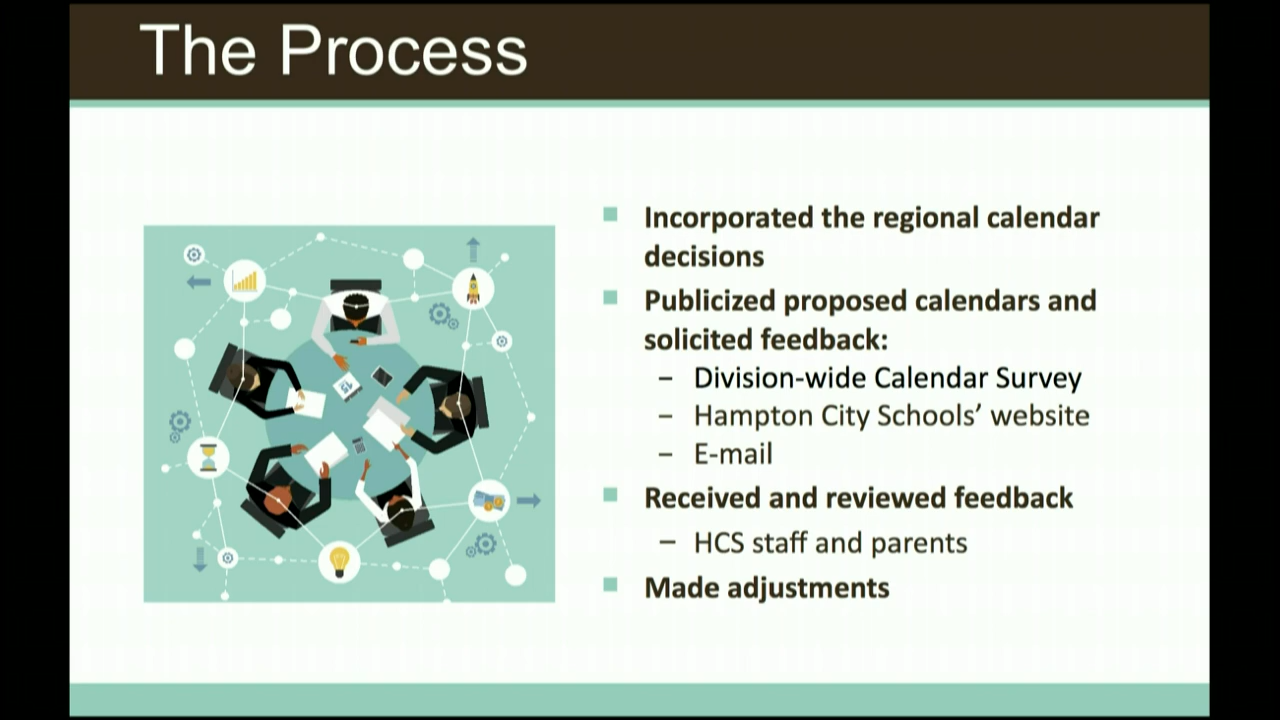 The Process
Incorporated the regional calendar
decisions
Publicized proposed calendars and
solicited feedback:
– Division-wide Calendar Survey
– Hampton City Schools’ website
– E-mail
Received and reviewed feedback
– HCS staff and parents
Made adjustments